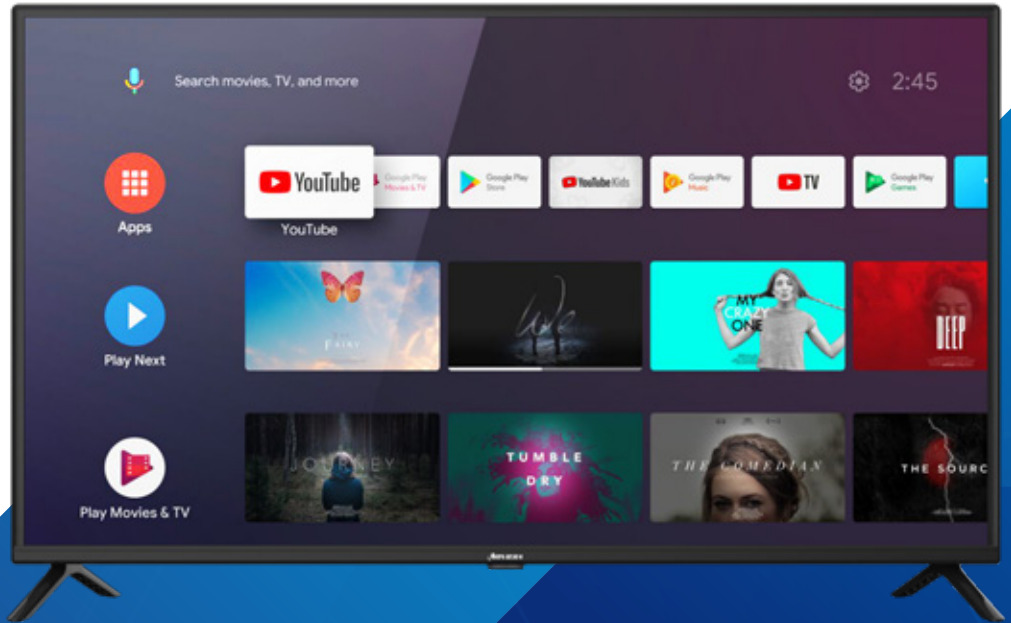 Search movies, TV, and more
2:45
YouTube
Google Play
Movies & TV
Google Play
Store
YouTube Kids
Google Play
Music
TV
Google Play
Games
Apps
YouTube
THE
FAIRY
MY
CRAZY
ONE
DEEP
Play Next
JOURNEY
TUMBLE
DRY
THE COMEDIAN
THE SOURC
Play Movies & TV